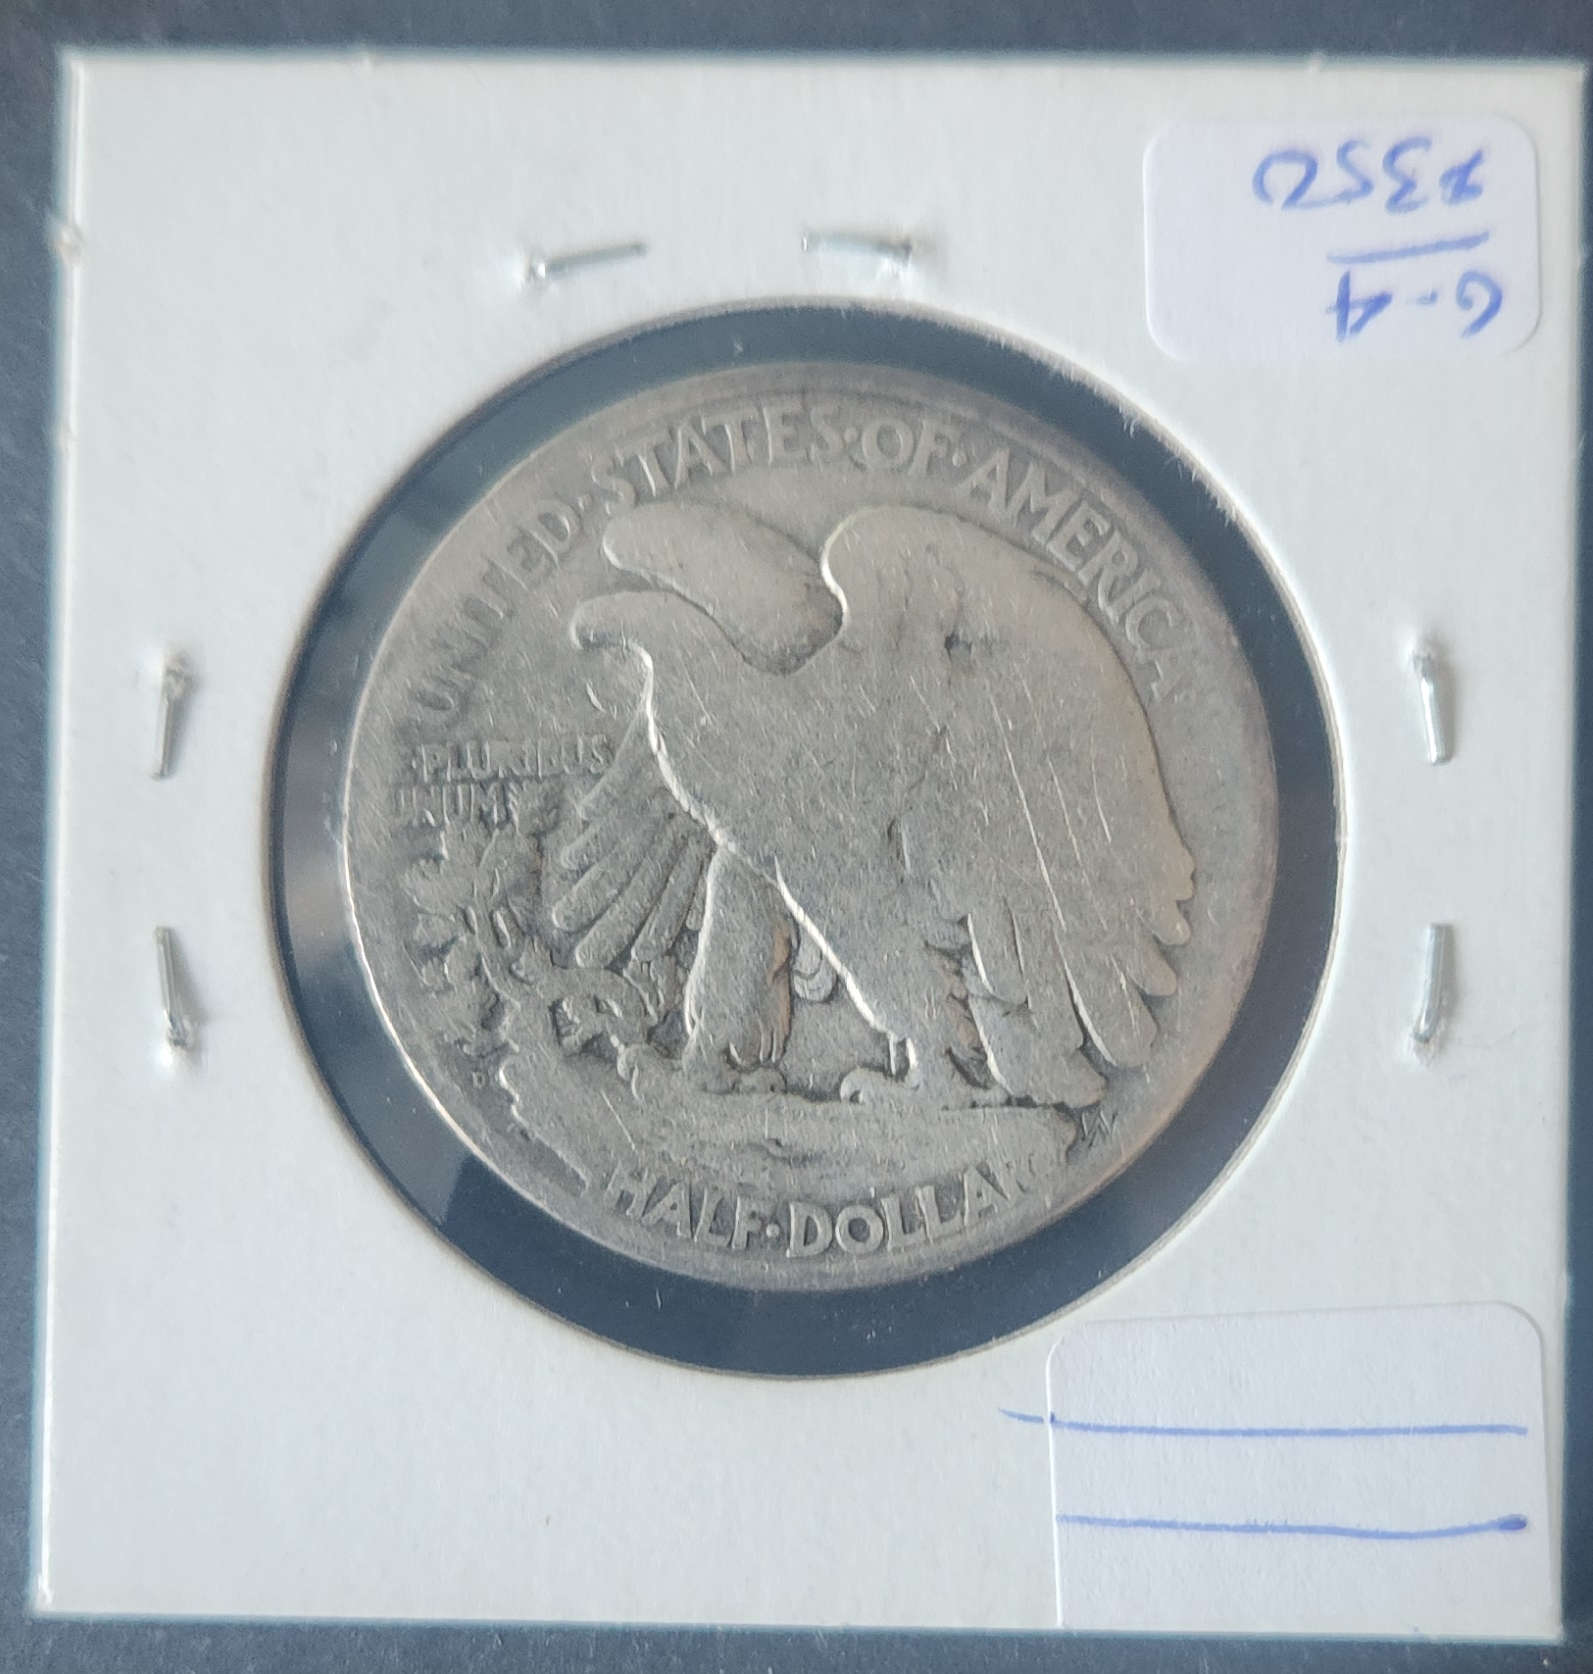 G-4
350
UNITED·STATES·OF·AMERICA
PLURIBUS
UNUM
D
HALF·DOLLAR